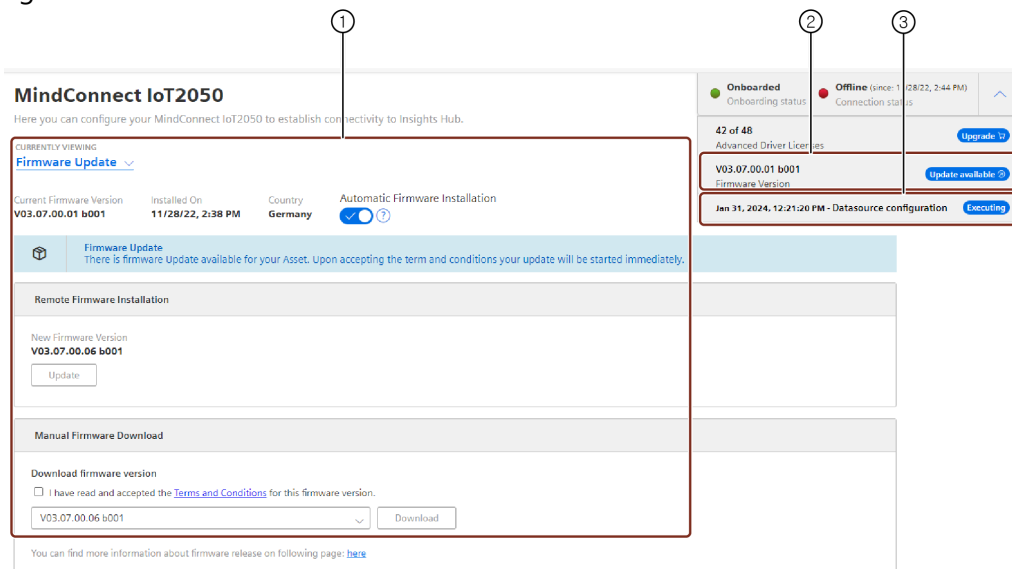 ① ② ③
MindConnect IoT2050
Here you can configure your MindConnect IoT2050 to establish connectivity to Insights Hub.
Onboarded
Onboarding status
Offline (since: 1 /28/22, 2:44 PM)
Connection status
42 of 48
Advanced Driver Licenses
Upgrade
V03.07.00.01 b001
Firmware Version
Update available
Jan 31, 2024, 12:21:20 PM - Datasource configuration
Executing
CURRENTLY VIEWING
Firmware Update
Current Firmware Version
V03.07.00.01 b001
Installed On
11/28/22, 2:38 PM
Country
Germany
Automatic Firmware Installation
?
Firmware Update
There is firmware Update available for your Asset. Upon accepting the term and conditions your update will be started immediately.
Remote Firmware Installation
New Firmware Version
V03.07.00.06 b001
Update
Manual Firmware Download
Download firmware version
I have read and accepted the Terms and Conditions for this firmware version.
V03.07.00.06 b001
Download
You can find more information about firmware release on following page: here